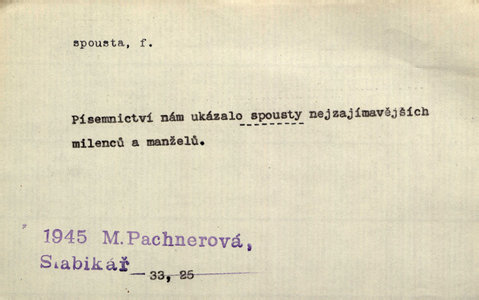 spousta, f.
Písemnictví nám ukázalo spousty nejzajímavějších
milenců a manželů.
1945 M.Pachnerová,
Slabikář 33, 25